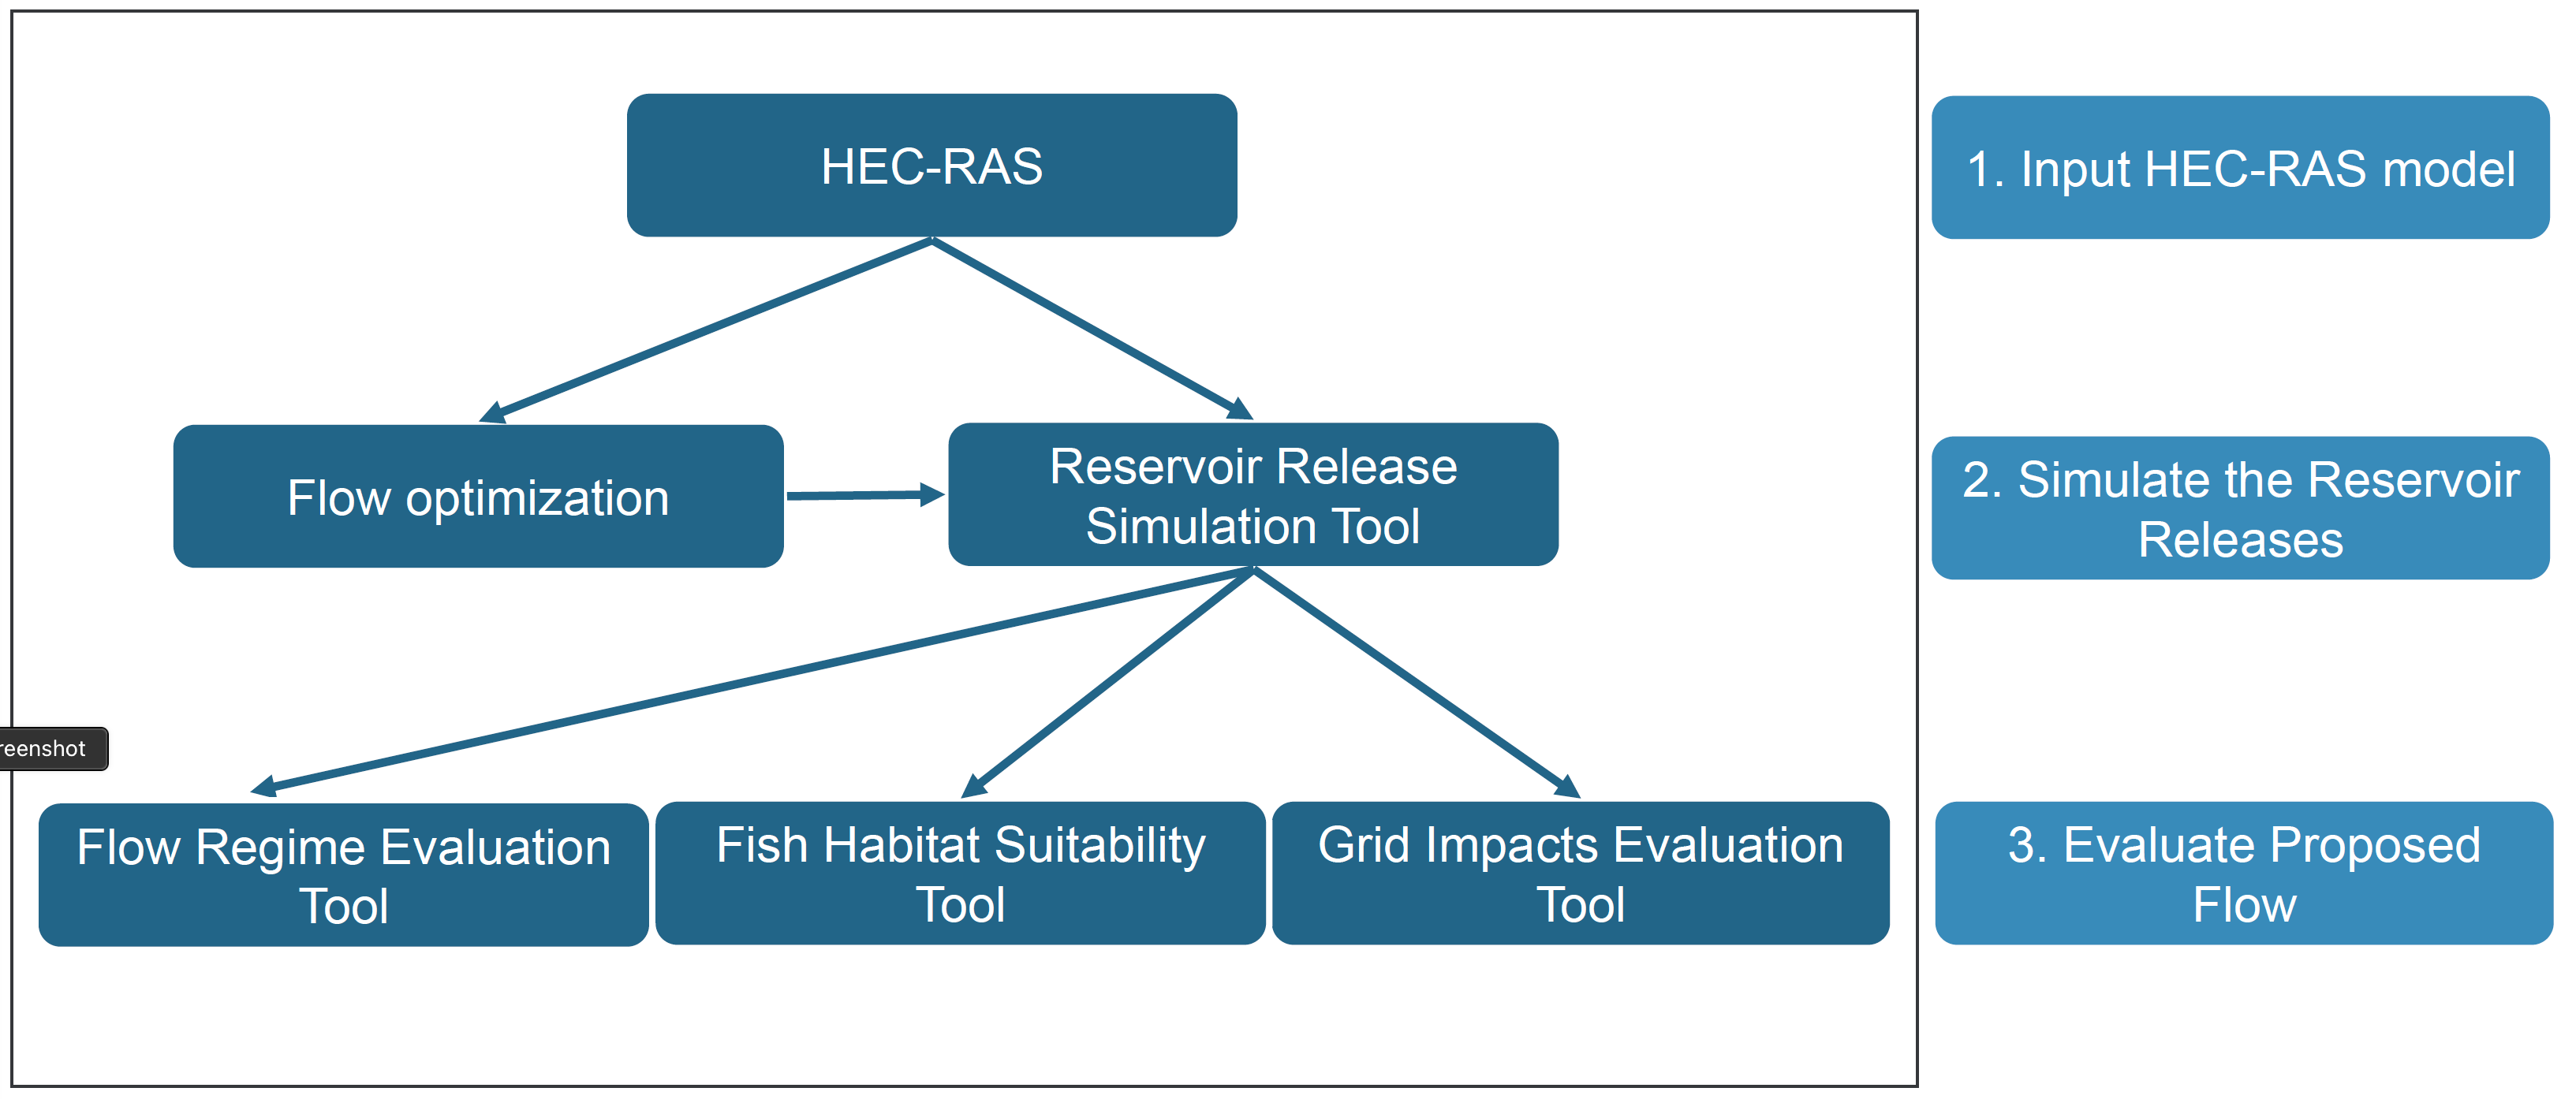 HEC-RAS
1. Input HEC-RAS model
Flow optimization
Reservoir Release
Simulation Tool
2. Simulate the Reservoir
Releases
reenshot
Flow Regime Evaluation
Tool
Fish Habitat Suitability
Tool
Grid Impacts Evaluation
Tool
3. Evaluate Proposed
Flow